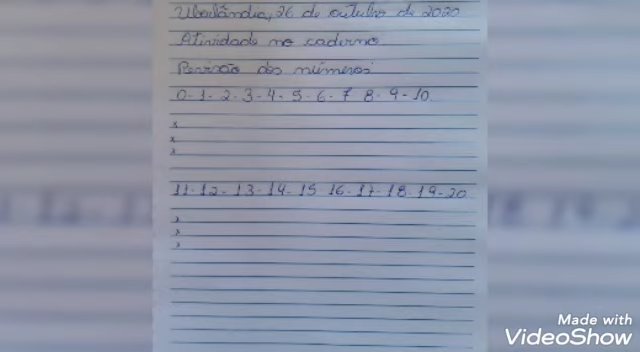 Ubailândia, 26 de outubro de 2020
Atividade no caderno
Revisão dos números
0-1-2-3-4-5-6-7-8-9-10
x
x
x
11-12-13-14-15-16-17-18-19-20
x
x
x
Made with
VideoShow